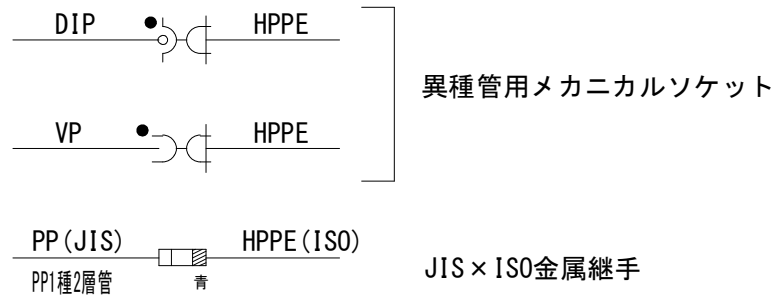 DIP HPPE
異種管用メカニカルソケット
VP HPPE
PP(JIS) HPPE(ISO)
JIS×ISO金属継手
PP1種2層管 青